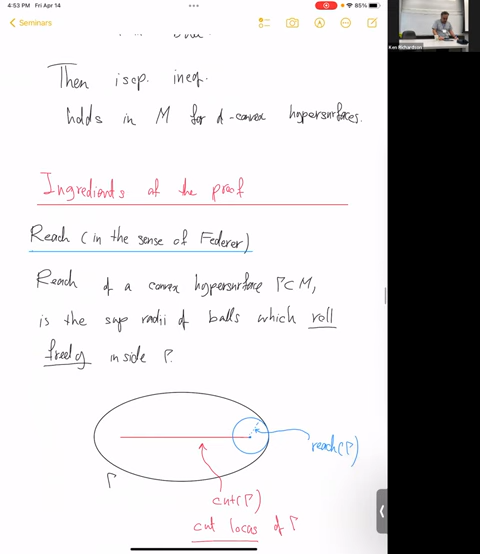 4:53 PM Fri Apr 14
85%
Seminars
Ken Richardson
Then isop. ineq.
holds in M for d-convex hypersurfaces.
Ingredients of the proof
Reach (in the sense of Federer)
Reach of a convex hypersurface Γ⊂M,
is the sup radii of balls which roll
freely inside Γ.
reach(Γ)
Γ
cut(Γ)
cut locus of Γ